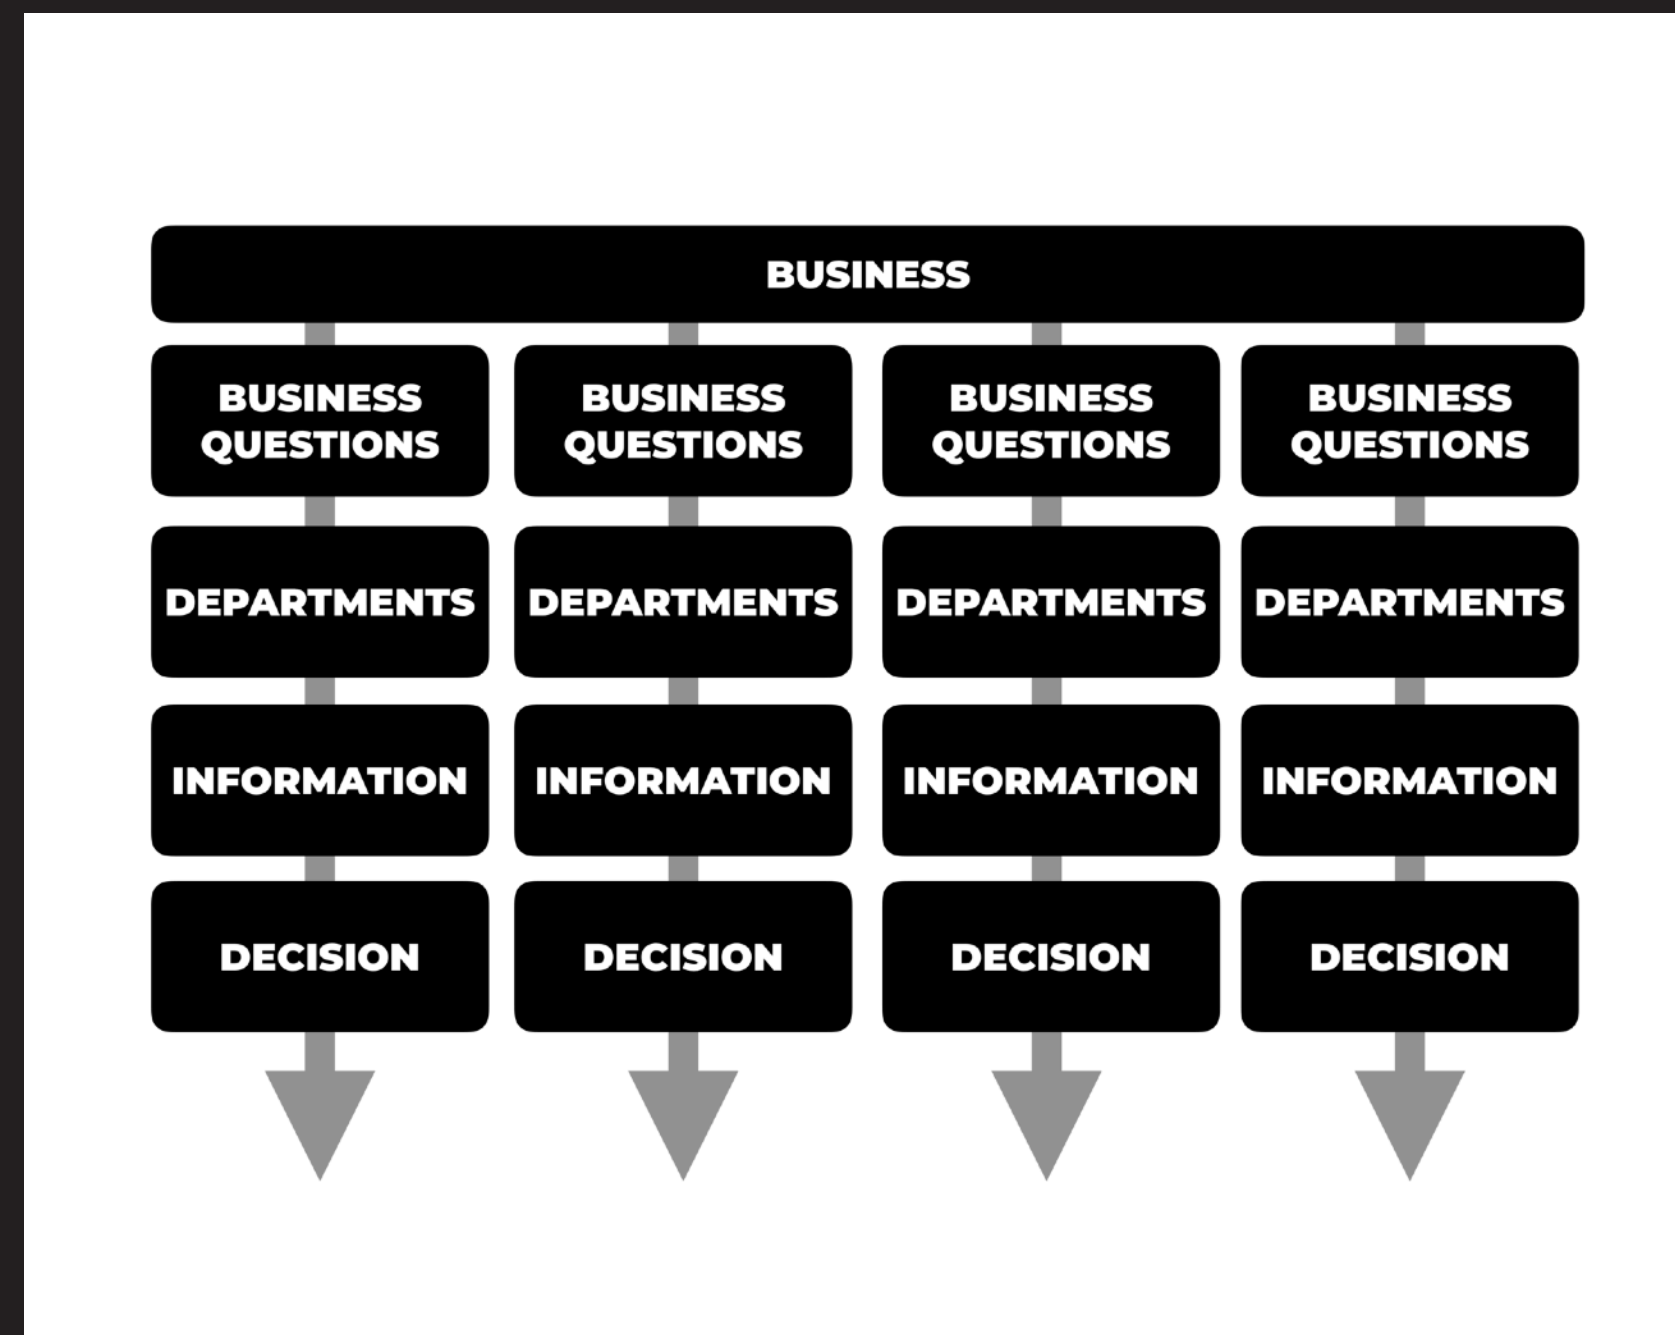 BUSINESS
BUSINESS BUSINESS BUSINESS BUSINESS
QUESTIONS QUESTIONS QUESTIONS QUESTIONS
DEPARTMENTS DEPARTMENTS DEPARTMENTS DEPARTMENTS
INFORMATION INFORMATION INFORMATION INFORMATION
DECISION DECISION DECISION DECISION